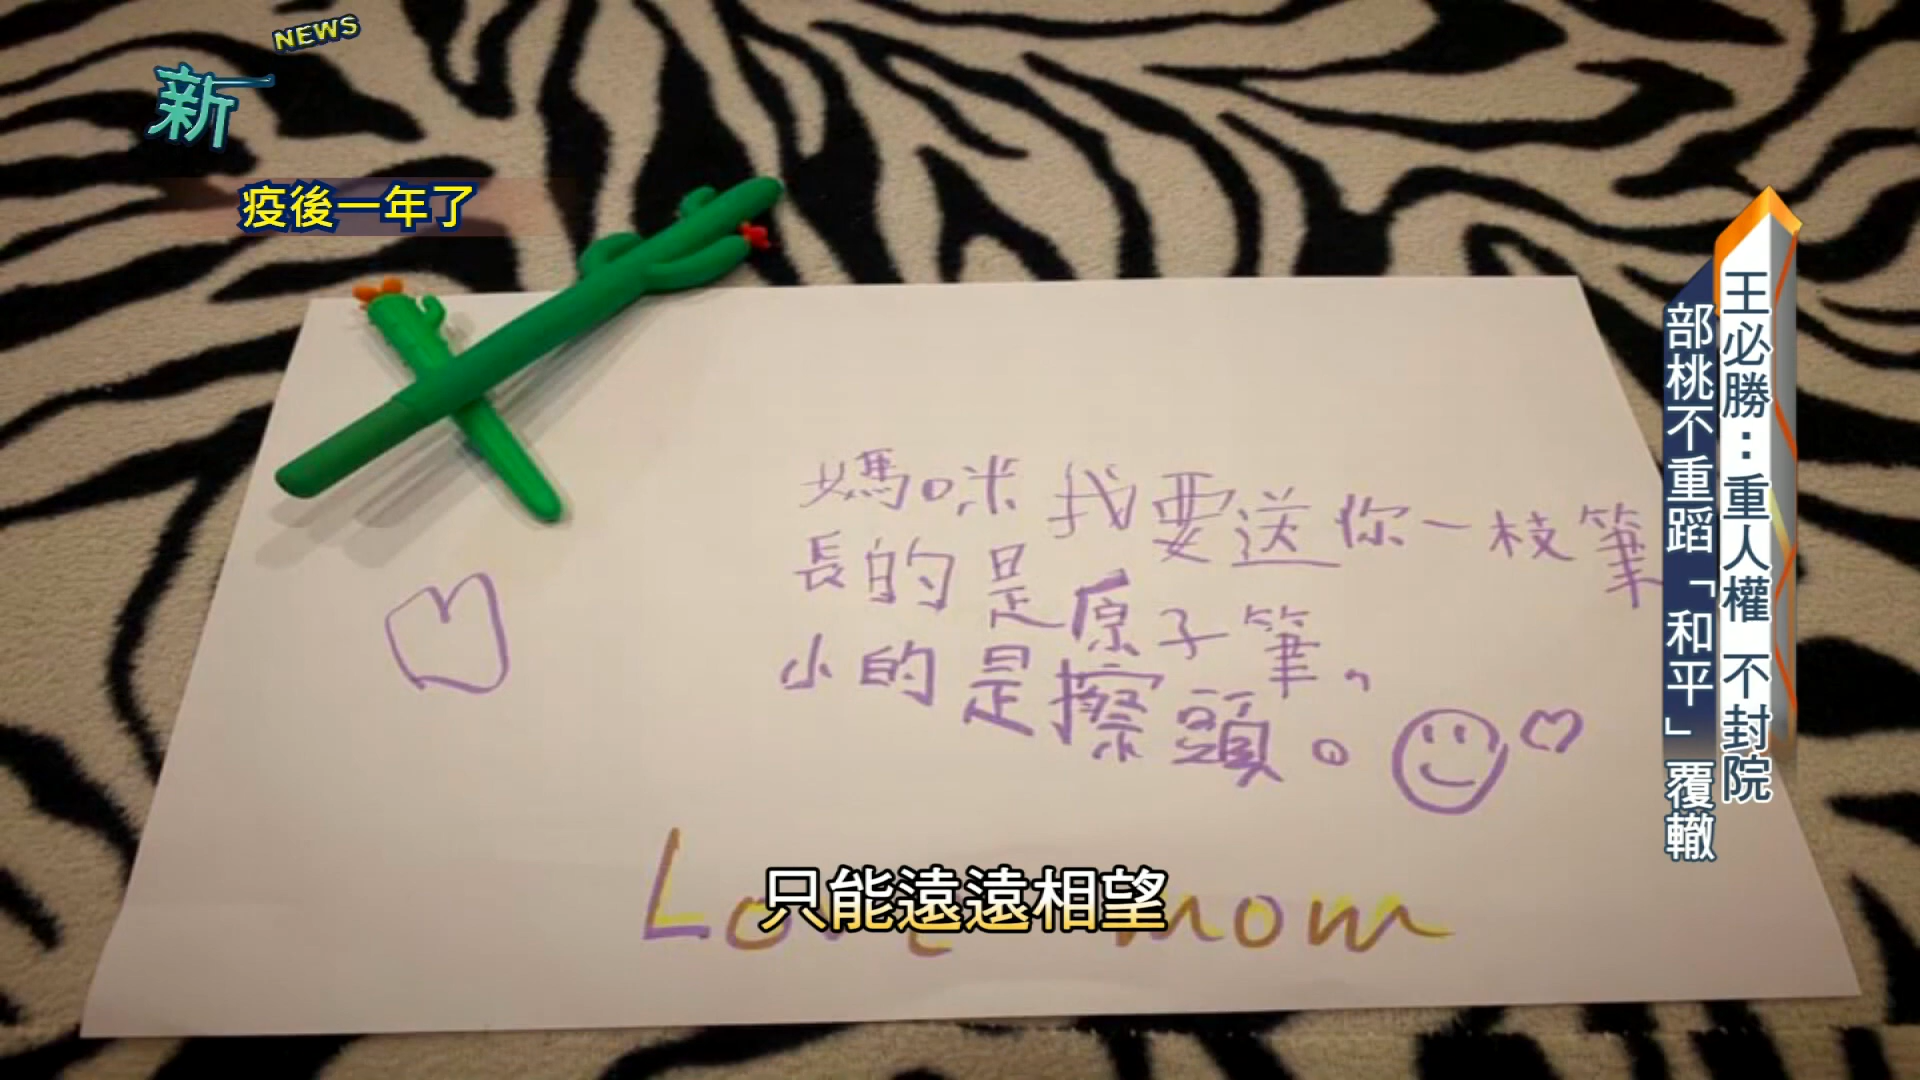 NEWS
新
疫後一年了
王必勝：重人權 不封院
部桃不重蹈「和平」覆轍
媽咪我要送你一枝筆
長的是原子筆，
小的是擦頭。
Love mom
只能遠遠相望